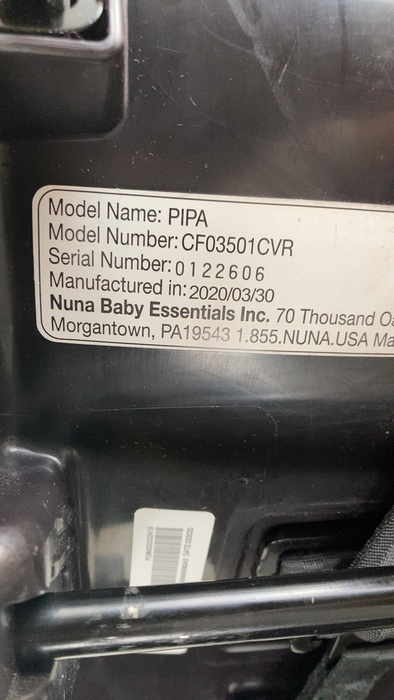 Model Name: PIPA
Model Number: CF03501CVR
Serial Number: 0122606
Manufactured in: 2020/03/30
Nuna Baby Essentials Inc. 70 Thousand
Morgantown, PA19543 1.855.NUNA.USA